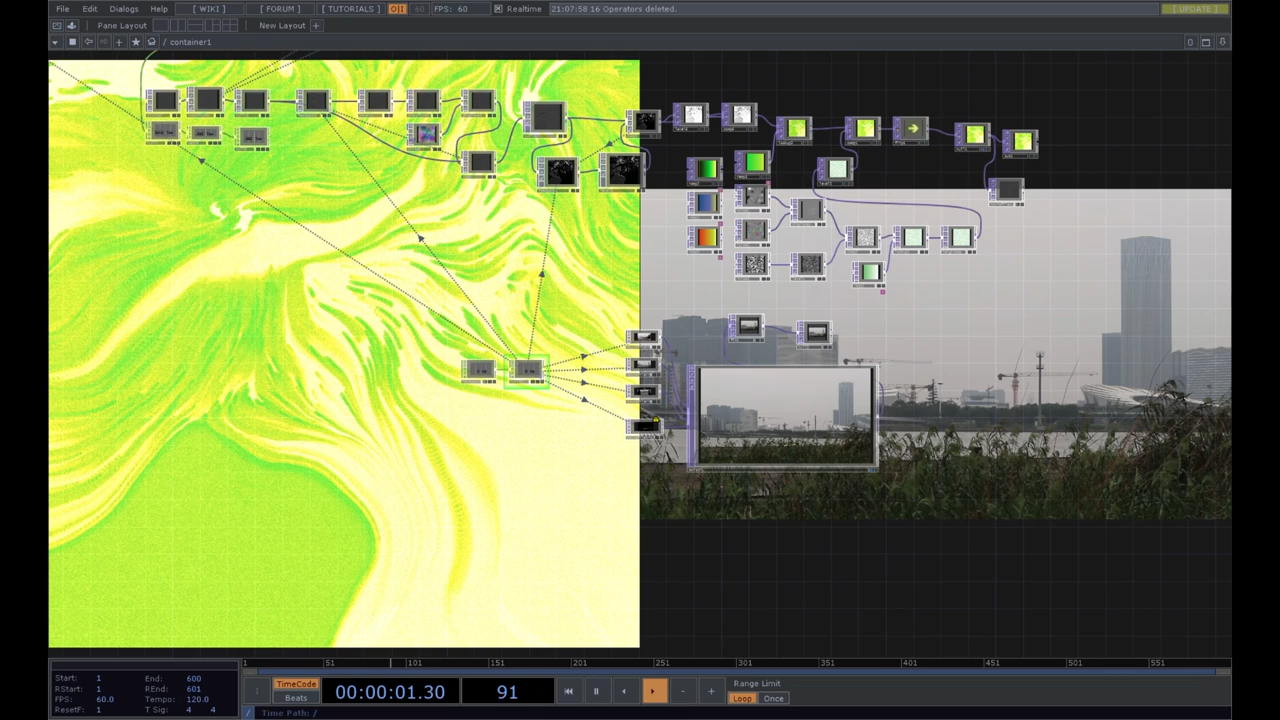 File Edit Dialogs Help [ WIKI ] [ FORUM ] [ TUTORIALS ] O|I 60 FPS: 60 Realtime 21:07:58 16 Operators deleted. [ UPDATE ]
Pane Layout New Layout +
/ container1
1 51 101 151 201 251 301 351 401 451 501 551
Start: 1 End: 600
RStart: 1 REnd: 601
FPS: 60.0 Tempo: 120.0
ResetF: 1 T Sig: 4 4
TimeCode
Beats
00:00:01.30 91
Range Limit
Loop Once
/ Time Path: /